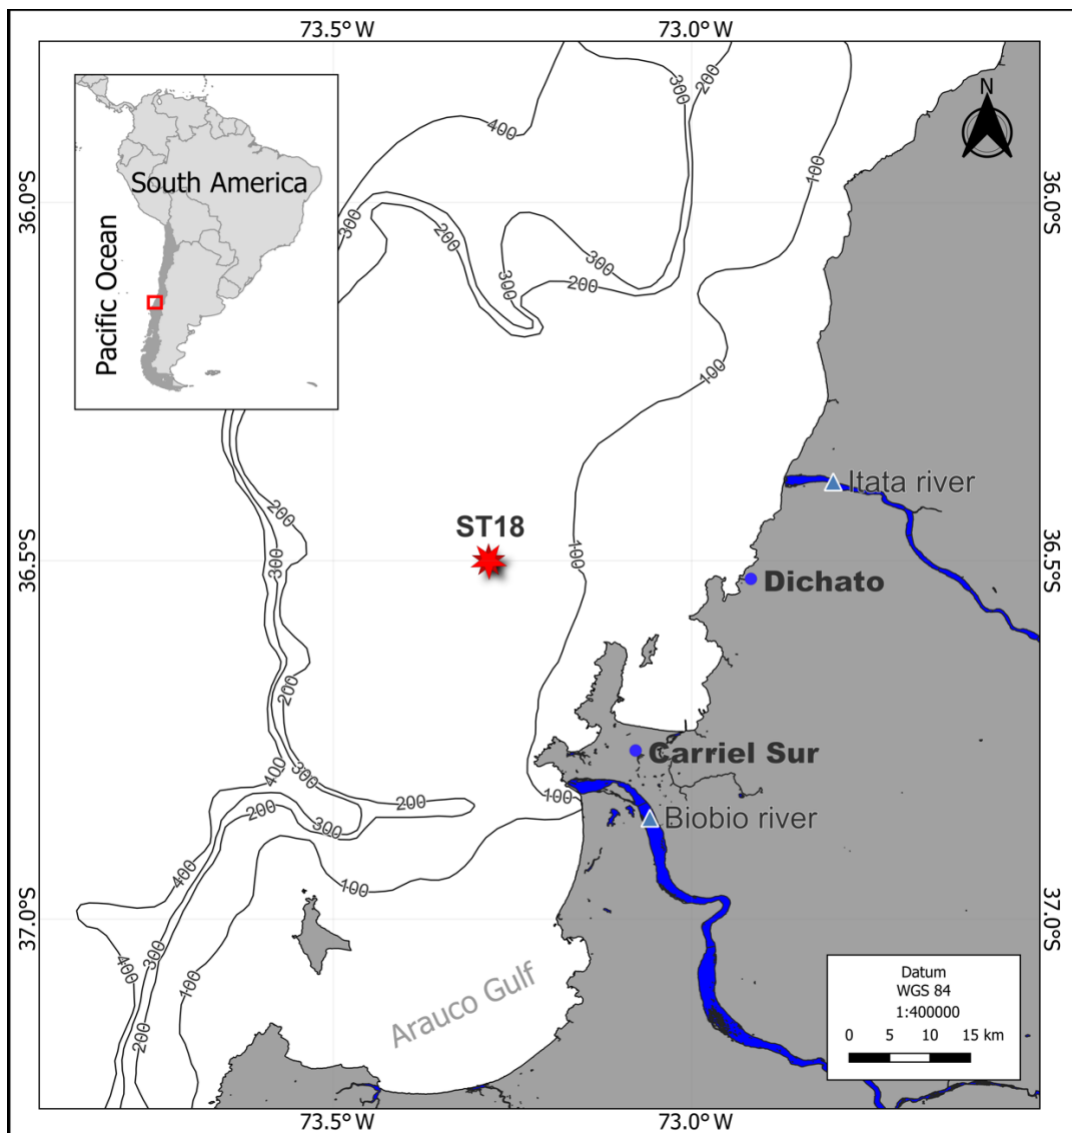 73.5°W
73.0°W
300
200
400
N
100
South America
36.0°S
36.0°S
300
200
300
300
200
Pacific Ocean
100
200
Itata river
ST18
300
100
36.5°S
36.5°S
Dichato
200
Carriel Sur
400
300
100
200
200
300
Biobio river
400
100
37.0°S
37.0°S
300
400
100
Arauco Gulf
200
Datum
WGS 84
1:400000
0 5 10 15 km
73.5°W
73.0°W